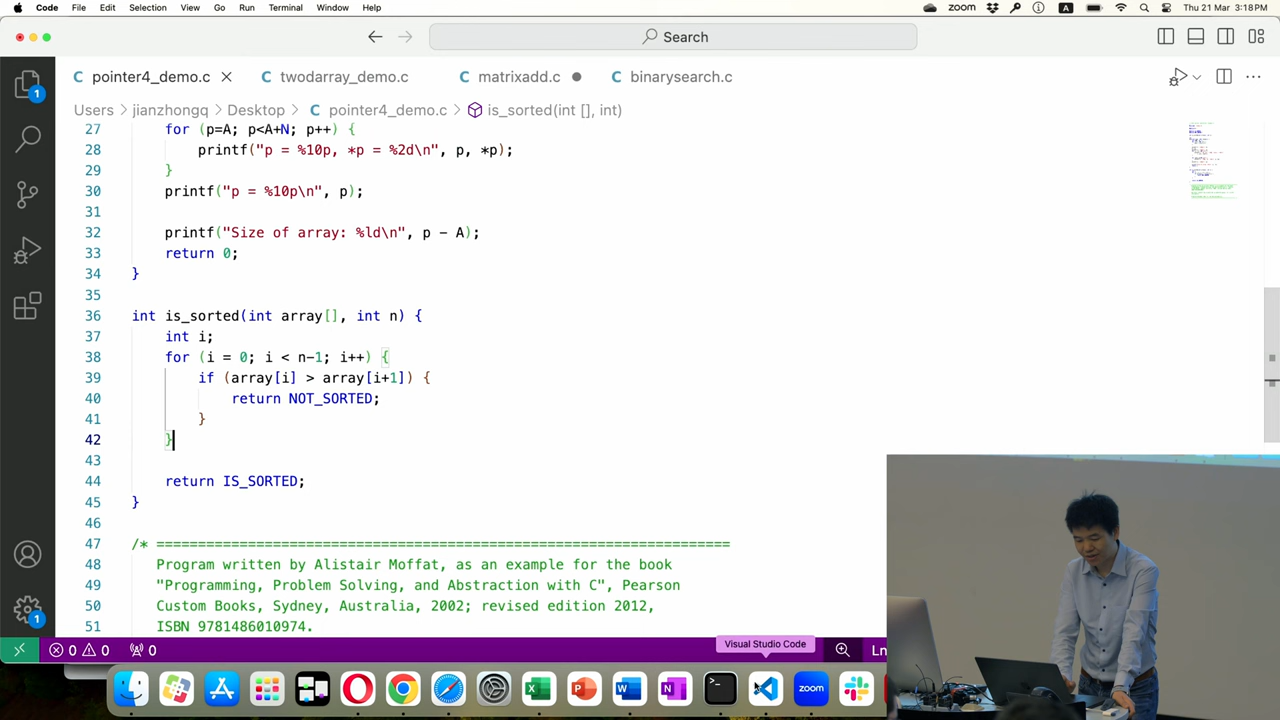 Code File Edit Selection View Go Run Terminal Window Help zoom A Thu 21 Mar 3:18 PM
Search
C pointer4_demo.c C twodarray_demo.c C matrixadd.c C binarysearch.c
Users > jianzhongq > Desktop > C pointer4_demo.c > is_sorted(int [], int)
27 for (p=A; p<A+N; p++) {
28 printf("p = %10p, *p = %2d\n", p, *p)
29 }
30 printf("p = %10p\n", p);
31
32 printf("Size of array: %ld\n", p - A);
33 return 0;
34 }
35
36 int is_sorted(int array[], int n) {
37 int i;
38 for (i = 0; i < n-1; i++) {
39 if (array[i] > array[i+1]) {
40 return NOT_SORTED;
41 }
42 }
43
44 return IS_SORTED;
45 }
46
47 /* =====================================================================
48 Program written by Alistair Moffat, as an example for the book
49 "Programming, Problem Solving, and Abstraction with C", Pearson
50 Custom Books, Sydney, Australia, 2002; revised edition 2012,
51 ISBN 9781486010974.
1
1
0 0 0 Visual Studio Code Ln
zoom